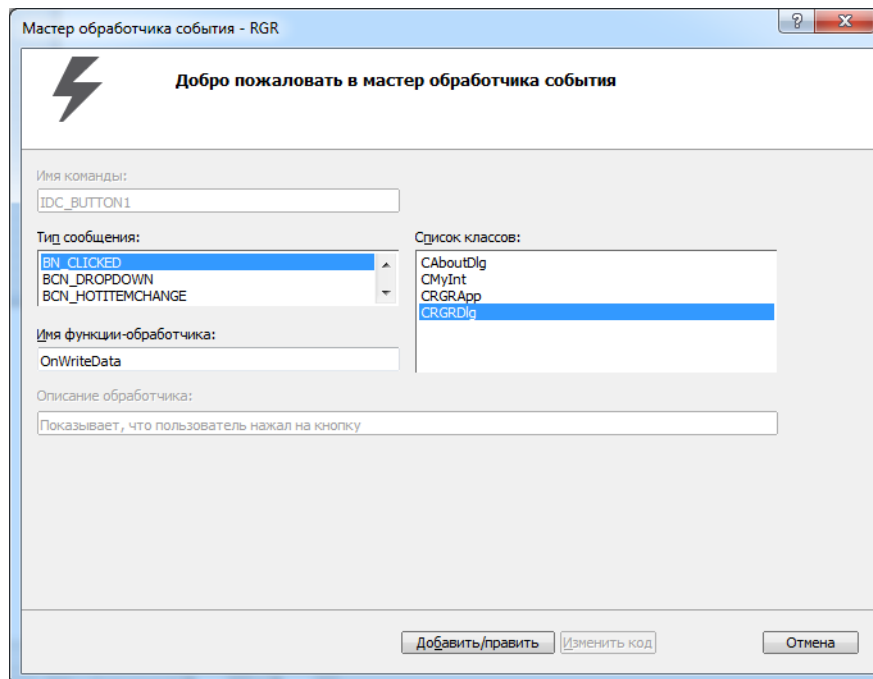 Мастер обработчика события - RGR
Добро пожаловать в мастер обработчика события
Имя команды:
IDC_BUTTON1
Тип сообщения:
BN_CLICKED
BCN_DROPDOWN
BCN_HOTITEMCHANGE
Список классов:
CAboutDlg
CMyInt
CRGRApp
CRGRDlg
Имя функции-обработчика:
OnWriteData
Описание обработчика:
Показывает, что пользователь нажал на кнопку
Добавить/править
Изменить код
Отмена